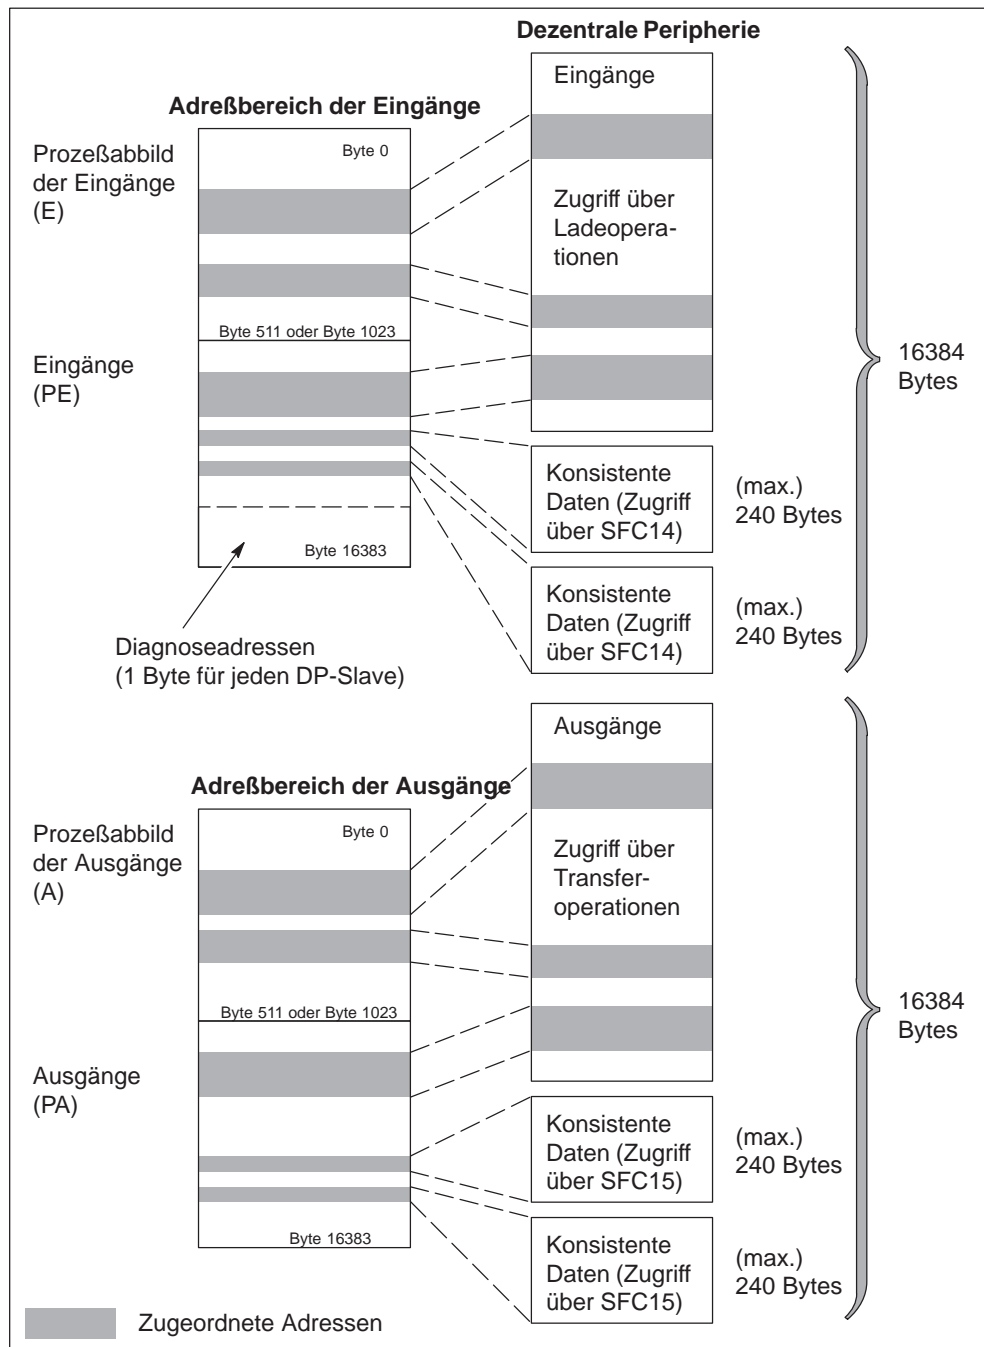 Dezentrale Peripherie
Eingänge
Adreßbereich der Eingänge
Byte 0
Prozeßabbild
der Eingänge
(E)
Zugriff über
Ladeopera-
tionen
Byte 511 oder Byte 1023
Eingänge
(PE)
16384
Bytes
Konsistente
Daten (Zugriff
über SFC14)
(max.)
240 Bytes
Byte 16383
Konsistente
Daten (Zugriff
über SFC14)
(max.)
240 Bytes
Diagnoseadressen
(1 Byte für jeden DP-Slave)
Ausgänge
Adreßbereich der Ausgänge
Byte 0
Prozeßabbild
der Ausgänge
(A)
Zugriff über
Transfer-
operationen
Byte 511 oder Byte 1023
16384
Bytes
Ausgänge
(PA)
Konsistente
Daten (Zugriff
über SFC15)
(max.)
240 Bytes
Byte 16383
Konsistente
Daten (Zugriff
über SFC15)
(max.)
240 Bytes
Zugeordnete Adressen